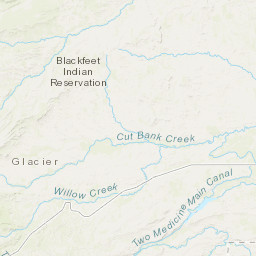 Blackfeet
Indian
Reservation
Cut Bank Creek
Glacier
Willow Creek
Two Medicine Main Canal